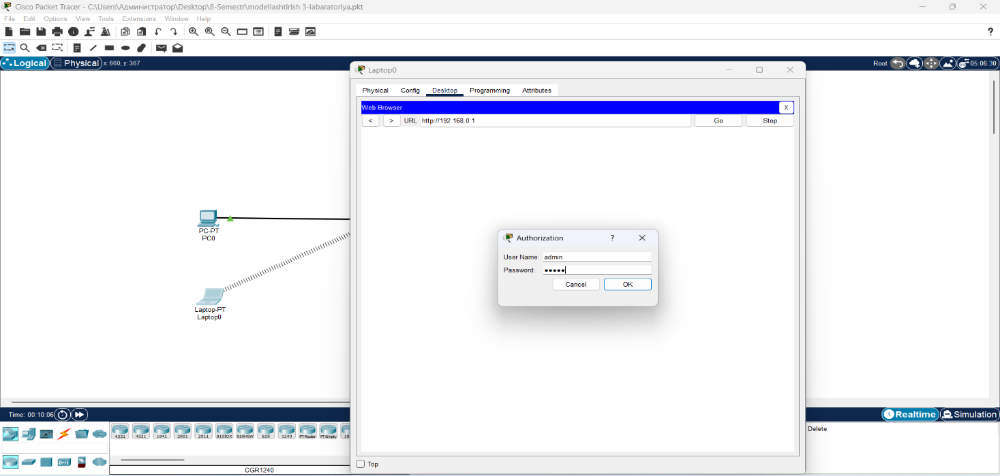 Cisco Packet Tracer - C:\Users\Администратор\Desktop\8-Semestr\modellashtirish 3-labaratoriya.pkt
File Edit Options View Tools Extensions Window Help
?
Logical Physical x: 660, y: 367
Root 05:06:30
Laptop0
Physical Config Desktop Programming Attributes
Web Browser X
< > URL http://192.168.0.1 Go Stop
PC-PT
PC0
Authorization ?
User Name: admin
Password: •••••
Cancel OK
Laptop-PT
Laptop0
Time: 00:10:06
Realtime Simulation
4331 4321 1941 2901 2911 819IOX 819HGW 829 1240 PT-Router PT-Empty 18
Delete
Top
CGR1240